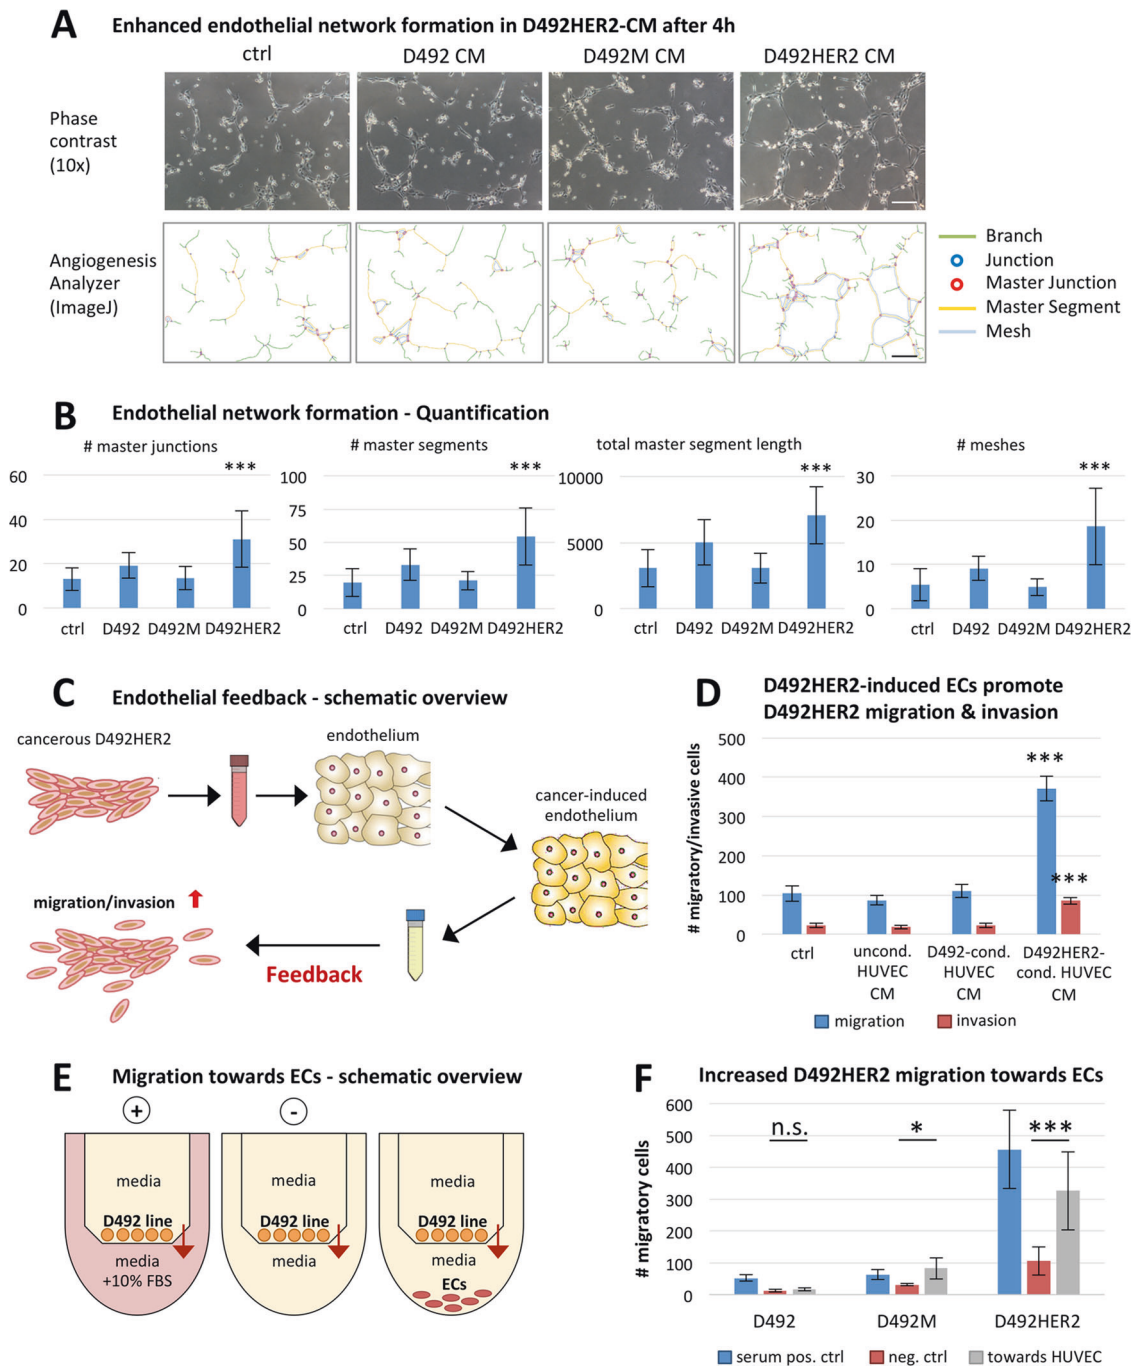 A Enhanced endothelial network formation in D492HER2-CM after 4h
ctrl D492 CM D492M CM D492HER2 CM
Phase
contrast
(10x)
Angiogenesis
Analyzer
(ImageJ)
Branch
Junction
Master Junction
Master Segment
Mesh
B Endothelial network formation - Quantification
# master junctions
60
40
20
0
***
ctrl D492 D492M D492HER2
# master segments
100
75
50
25
0
***
ctrl D492 D492M D492HER2
total master segment length
10000
5000
0
***
ctrl D492 D492M D492HER2
# meshes
30
20
10
0
***
ctrl D492 D492M D492HER2
C Endothelial feedback - schematic overview
cancerous D492HER2
endothelium
cancer-induced
endothelium
migration/invasion
Feedback
D D492HER2-induced ECs promote
D492HER2 migration & invasion
# migratory/invasive cells
500
400
300
200
100
0
***
***
ctrl
uncond.
HUVEC
CM
D492-cond.
HUVEC
CM
D492HER2-
cond. HUVEC
CM
migration invasion
E Migration towards ECs - schematic overview
+
-
media
D492 line
media
+10% FBS
media
D492 line
media
media
D492 line
media
ECs
F Increased D492HER2 migration towards ECs
# migratory cells
600
500
400
300
200
100
0
n.s.
*
***
D492 D492M D492HER2
serum pos. ctrl neg. ctrl towards HUVEC